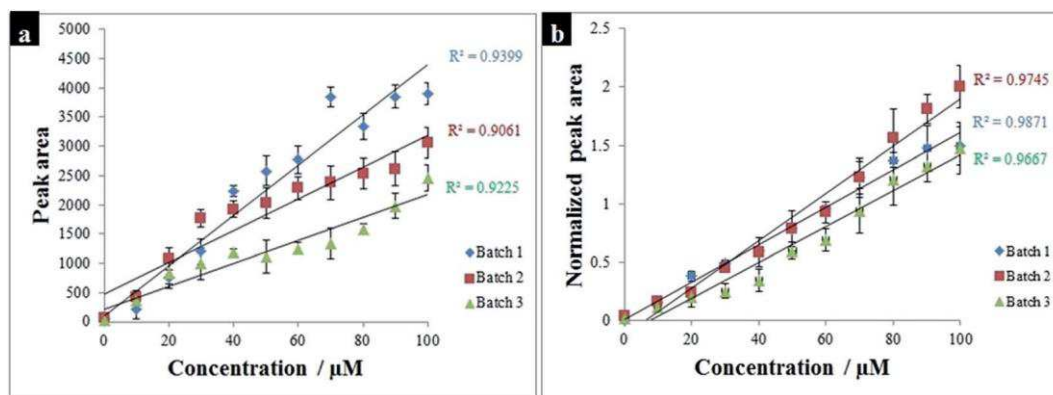 a
5000
4500
4000
3500
3000
2500
2000
1500
1000
500
0
0 20 40 60 80 100
Peak area
Concentration / µM
R² = 0.9399
R² = 0.9061
R² = 0.9225
Batch 1
Batch 2
Batch 3
b
2.5
2
1.5
1
0.5
0
0 20 40 60 80 100
Normalized peak area
Concentration / µM
R² = 0.9745
R² = 0.9871
R² = 0.9667
Batch 1
Batch 2
Batch 3